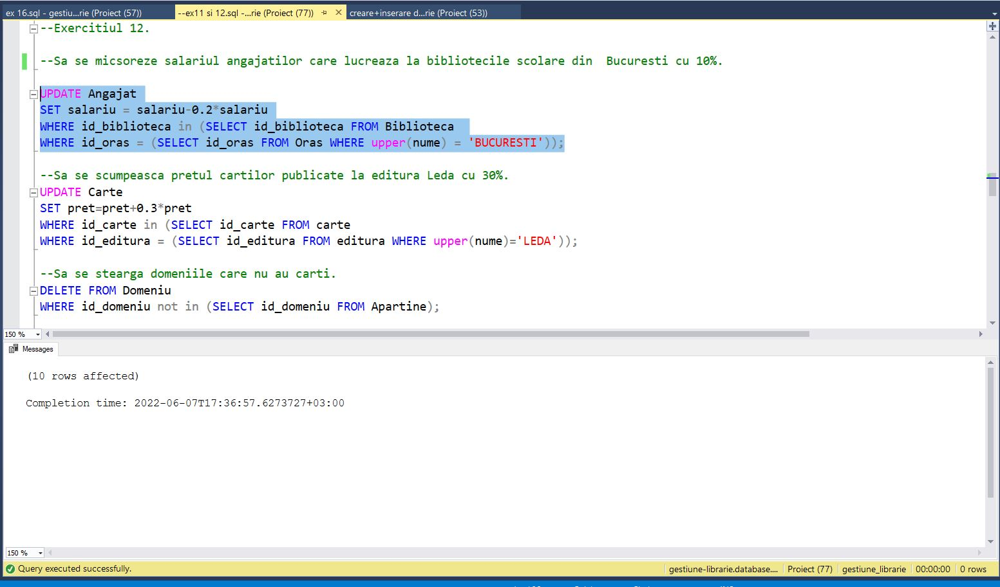 ex 16.sql - gestiu...rie (Proiect (57))
--ex11 si 12.sql -...rie (Proiect (77))
creare+inserare d...rie (Proiect (53))
--Exercitiul 12.
--Sa se micsoreze salariul angajatilor care lucreaza la bibliotecile scolare din  Bucuresti cu 10%.
UPDATE Angajat
SET salariu = salariu-0.2*salariu
WHERE id_biblioteca in (SELECT id_biblioteca FROM Biblioteca
WHERE id_oras = (SELECT id_oras FROM Oras WHERE upper(nume) = 'BUCURESTI'));
--Sa se scumpeasca pretul cartilor publicate la editura Leda cu 30%.
UPDATE Carte
SET pret=pret+0.3*pret
WHERE id_carte in (SELECT id_carte FROM carte
WHERE id_editura = (SELECT id_editura FROM editura WHERE upper(nume)='LEDA'));
--Sa se stearga domeniile care nu au carti.
DELETE FROM Domeniu
WHERE id_domeniu not in (SELECT id_domeniu FROM Apartine);
150 %
Messages
(10 rows affected)
Completion time: 2022-06-07T17:36:57.6273727+03:00
150 %
Query executed successfully.
gestiune-librarie.database....
Proiect (77)
gestiune_librarie
00:00:00
0 rows